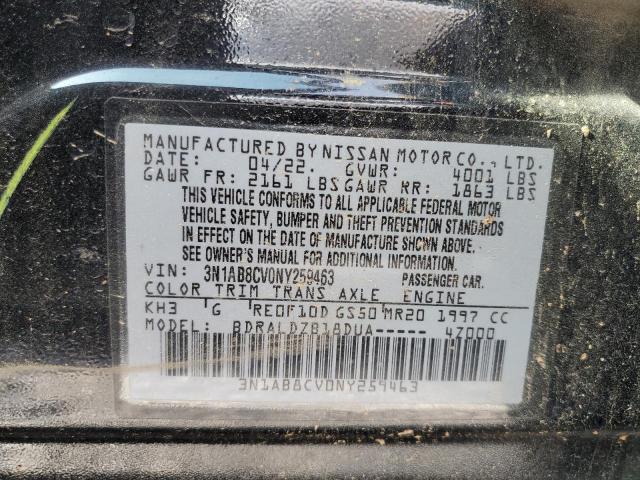 MANUFACTURED BY NISSAN MOTOR CO., LTD.
DATE: 04/22 GVWR: 4001 LBS
GAWR FR: 2161 LBS GAWR RR: 1863 LBS
THIS VEHICLE CONFORMS TO ALL APPLICABLE FEDERAL MOTOR
VEHICLE SAFETY, BUMPER AND THEFT PREVENTION STANDARDS
IN EFFECT ON THE DATE OF MANUFACTURE SHOWN ABOVE.
SEE OWNER'S MANUAL FOR ADDITIONAL INFORMATION.
VIN: 3N1AB8CV0NY259463 PASSENGER CAR.
COLOR TRIM TRANS AXLE ENGINE
KH3 G RE0F10D GS50 MR20 1997 CC
MODEL: BDRALDZB18DUA----- 4Z000
3N1AB8CV0NY259463